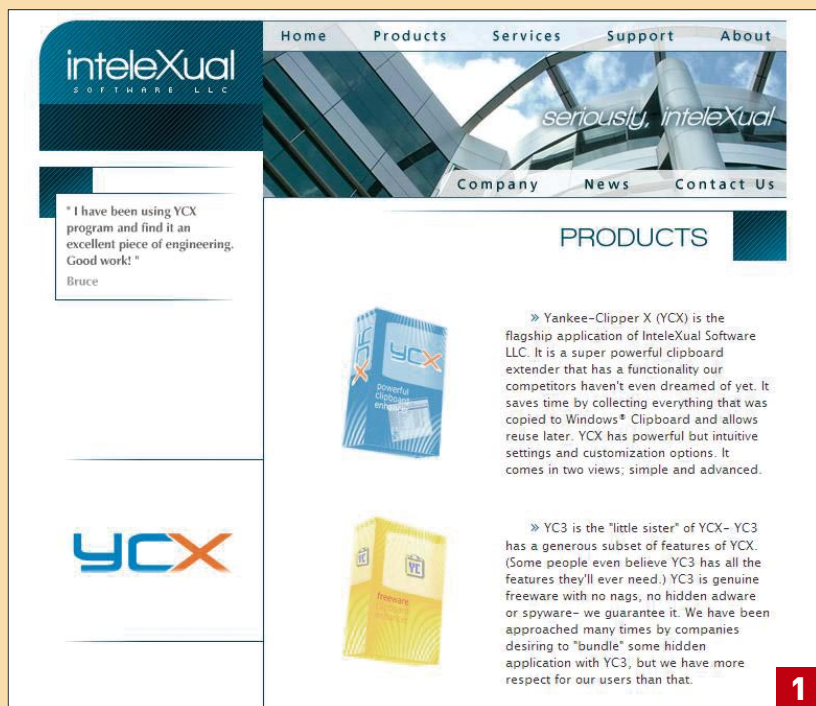 Home Products Services Support About
inteleXual
SOFTWARE LLC
seriously, inteleXual
Company News Contact Us
" I have been using YCX
program and find it an
excellent piece of engineering.
Good work! "
Bruce
PRODUCTS
YCX
YCX
powerful
clipboard
enhancer
» Yankee-Clipper X (YCX) is the
flagship application of InteleXual Software
LLC. It is a super powerful clipboard
extender that has a functionality our
competitors haven't even dreamed of yet. It
saves time by collecting everything that was
copied to Windows® Clipboard and allows
reuse later. YCX has powerful but intuitive
settings and customization options. It
comes in two views; simple and advanced.
YCX
YC
YC
freeware
clipboard
enhancer
» YC3 is the "little sister" of YCX- YC3
has a generous subset of features of YCX.
(Some people even believe YC3 has all the
features they'll ever need.) YC3 is genuine
freeware with no nags, no hidden adware
or spyware- we guarantee it. We have been
approached many times by companies
desiring to "bundle" some hidden
application with YC3, but we have more
respect for our users than that.
1